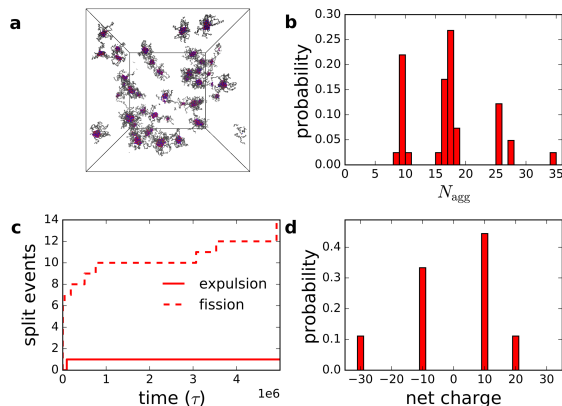 a
b
0.30
0.25
0.20
0.15
0.10
0.05
0.00
probability
0 5 10 15 20 25 30 35
N_agg
c
14
12
10
8
6
4
2
0
split events
expulsion
fission
0 1 2 3 4 5
1e6
time (τ)
d
0.4
0.3
0.2
0.1
0.0
probability
−30 −20 −10 0 10 20 30
net charge